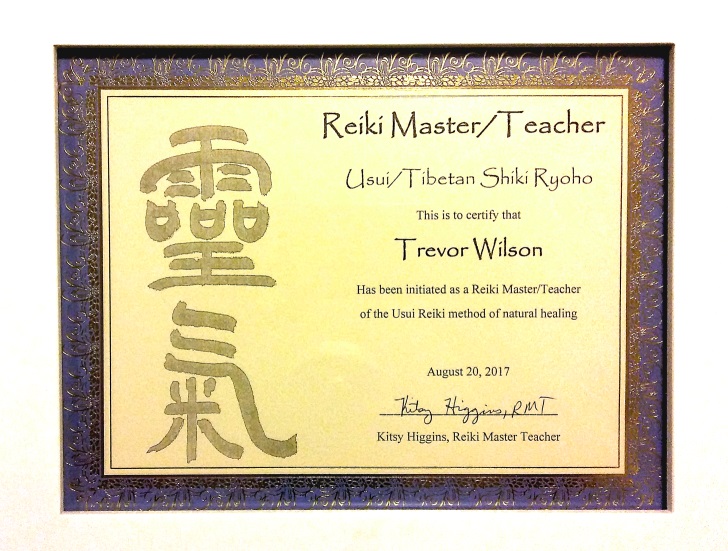 靈
氣
Reiki Master/Teacher
Usui/Tibetan Shiki Ryoho
This is to certify that
Trevor Wilson
Has been initiated as a Reiki Master/Teacher
of the Usui Reiki method of natural healing
August 20, 2017
Kitsy Higgins, RMT
Kitsy Higgins, Reiki Master Teacher